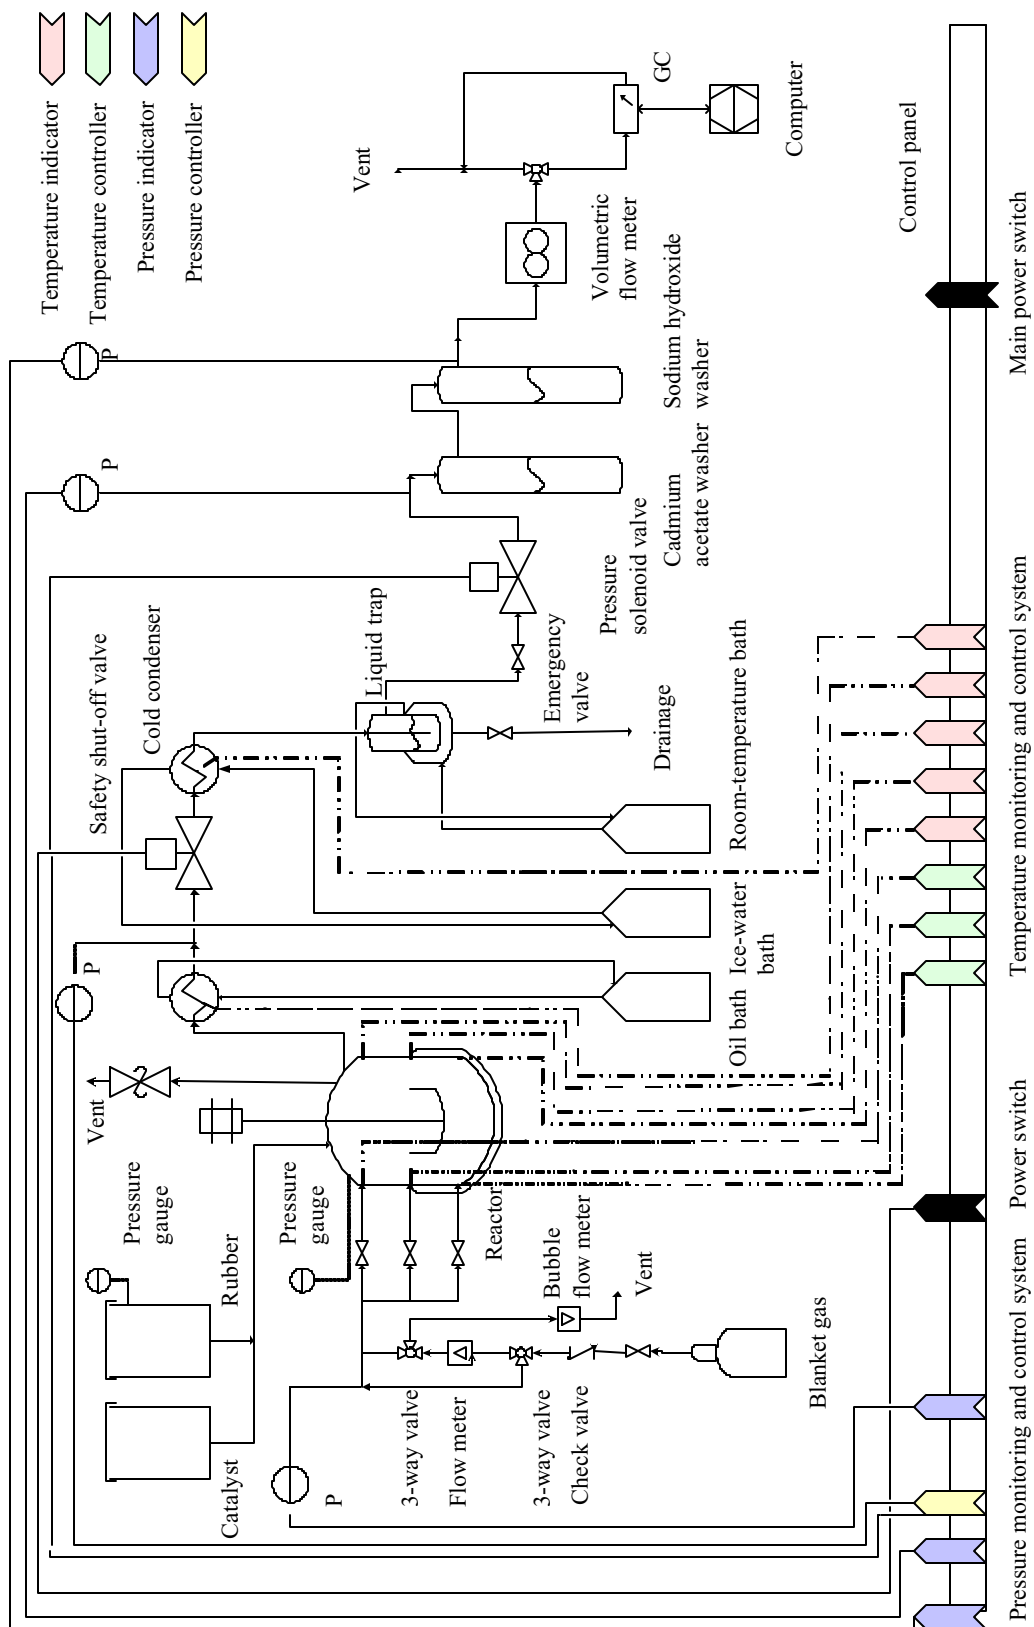 Temperature indicator
Temperature controller
Pressure indicator
Pressure controller
Vent
GC
Computer
Control panel
Main power switch
Volumetric
flow meter
Sodium hydroxide
washer
P
P
Cadmium
acetate washer
Pressure
solenoid valve
Emergency
valve
Liquid trap
Drainage
Safety shut-off valve
Cold condenser
Room-temperature bath
Ice-water
bath
Oil bath
Temperature monitoring and control system
P
Vent
Pressure
gauge
Pressure
gauge
Rubber
Reactor
Bubble
flow meter
Vent
Power switch
Catalyst
P
3-way valve
Flow meter
3-way valve
Check valve
Blanket gas
Pressure monitoring and control system